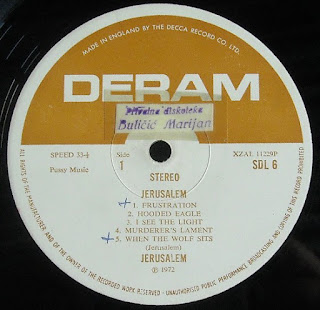 MADE IN ENGLAND BY THE DECCA RECORD CO. LTD.
DERAM
Privatna diskoteka
Buličić Marijan
SPEED 33⅓
Side
1
XZAL 11229P
SDL 6
Pussy Music
STEREO
JERUSALEM
1. FRUSTRATION
2. HOODED EAGLE
3. I SEE THE LIGHT
4. MURDERER'S LAMENT
5. WHEN THE WOLF SITS
(Jerusalem)
JERUSALEM
℗ 1972
ALL RIGHTS OF THE MANUFACTURER AND OF THE OWNER OF THE RECORDED WORK RESERVED · UNAUTHORISED PUBLIC PERFORMANCE, BROADCASTING AND COPYING OF THIS RECORD PROHIBITED